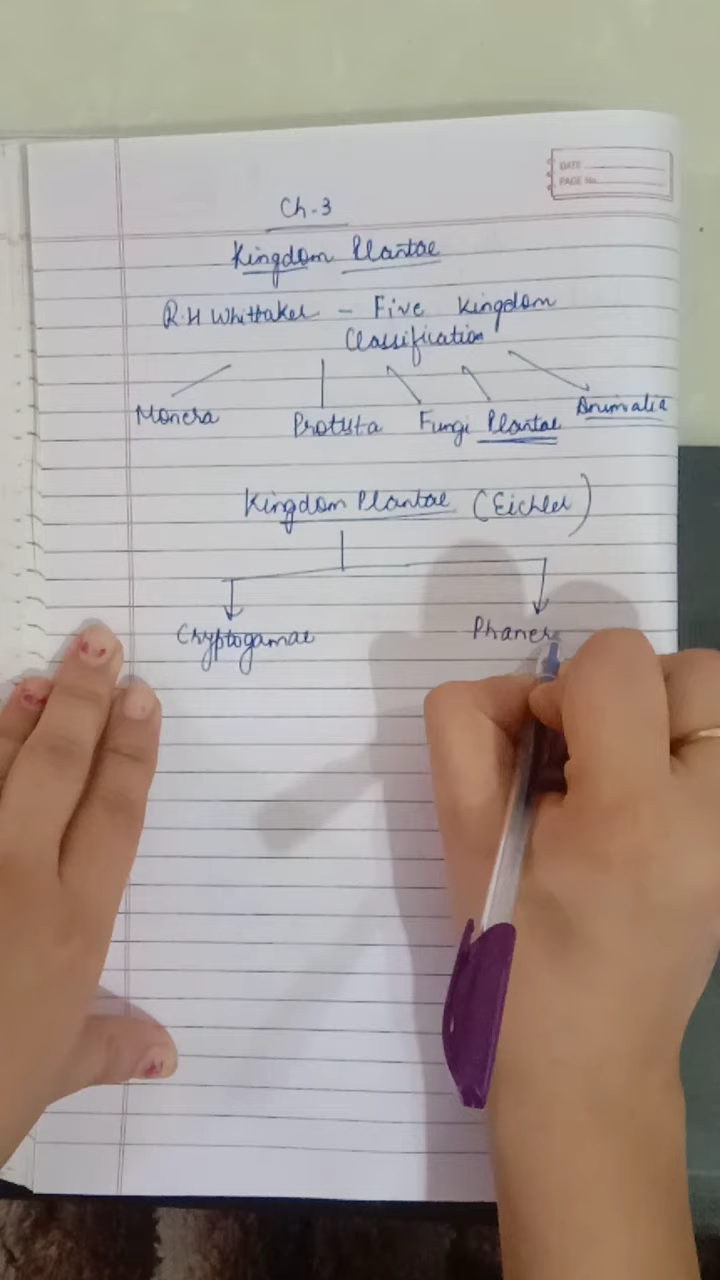 DATE
PAGE No.
Ch.3
Kingdom Plantae
R.H Whittaker - Five Kingdom
Classification
Monera Protista Fungi Plantae Animalia
Kingdom Plantae (Eichler)
Cryptogamae Phaner